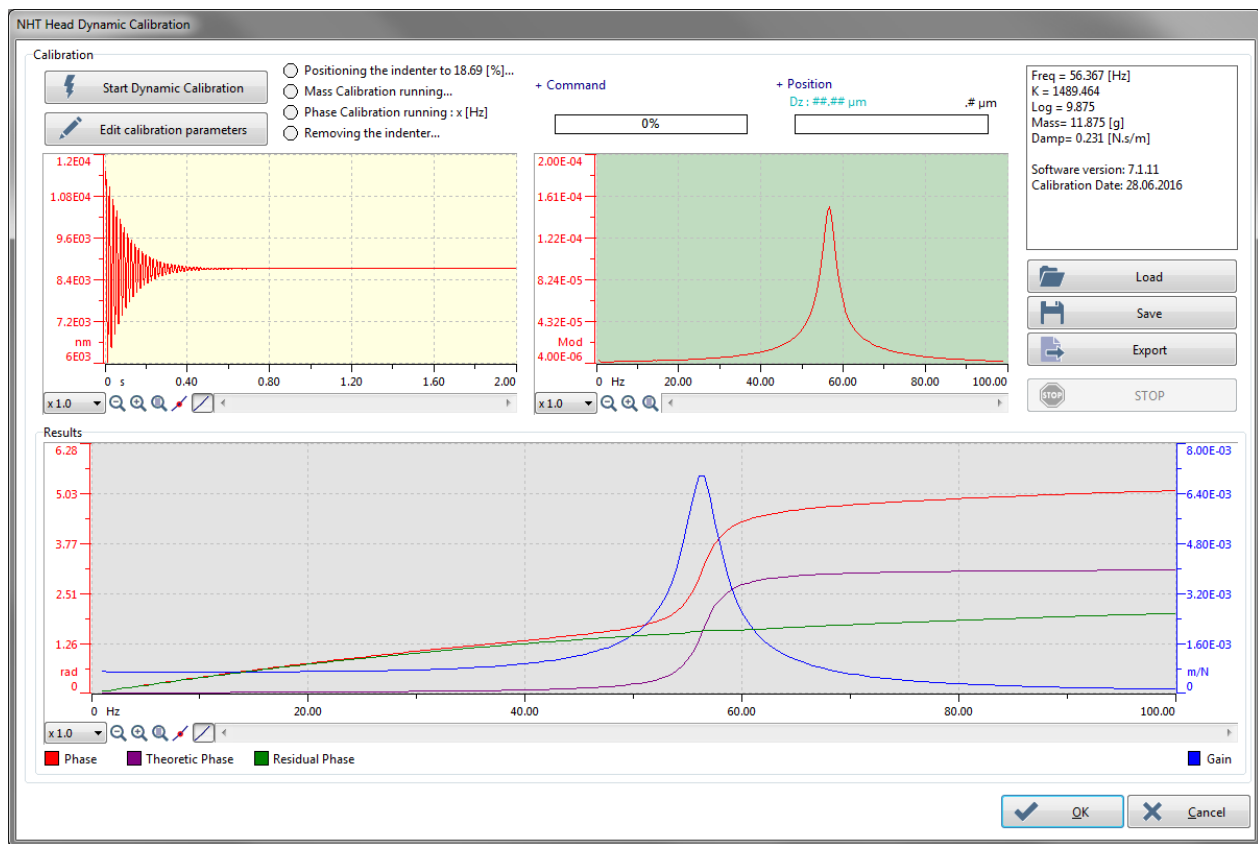 NHT Head Dynamic Calibration
Calibration
Start Dynamic Calibration
Edit calibration parameters
Positioning the indenter to 18.69 [%]...
Mass Calibration running...
Phase Calibration running : x [Hz]
Removing the indenter...
+ Command
0%
+ Position
Dz : ##.## µm
.# µm
Freq = 56.367 [Hz]
K = 1489.464
Log = 9.875
Mass= 11.875 [g]
Damp= 0.231 [N.s/m]
Software version: 7.1.11
Calibration Date: 28.06.2016
1.2E04
1.08E04
9.6E03
8.4E03
7.2E03
nm
6E03
0 s 0.40 0.80 1.20 1.60 2.00
x 1.0
2.00E-04
1.61E-04
1.22E-04
8.24E-05
4.32E-05
Mod
4.00E-06
0 Hz 20.00 40.00 60.00 80.00 100.00
x 1.0
Load
Save
Export
STOP
STOP
Results
6.28
5.03
3.77
2.51
1.26
rad
0
8.00E-03
6.40E-03
4.80E-03
3.20E-03
1.60E-03
m/N
0
0 Hz 20.00 40.00 60.00 80.00 100.00
x 1.0
Phase Theoretic Phase Residual Phase Gain
OK Cancel